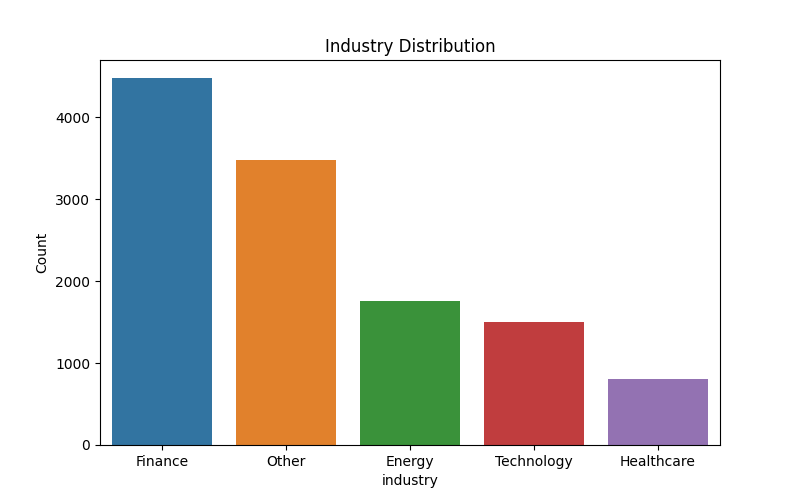 Industry Distribution
Count
4000
3000
2000
1000
0
Finance Other Energy Technology Healthcare
industry